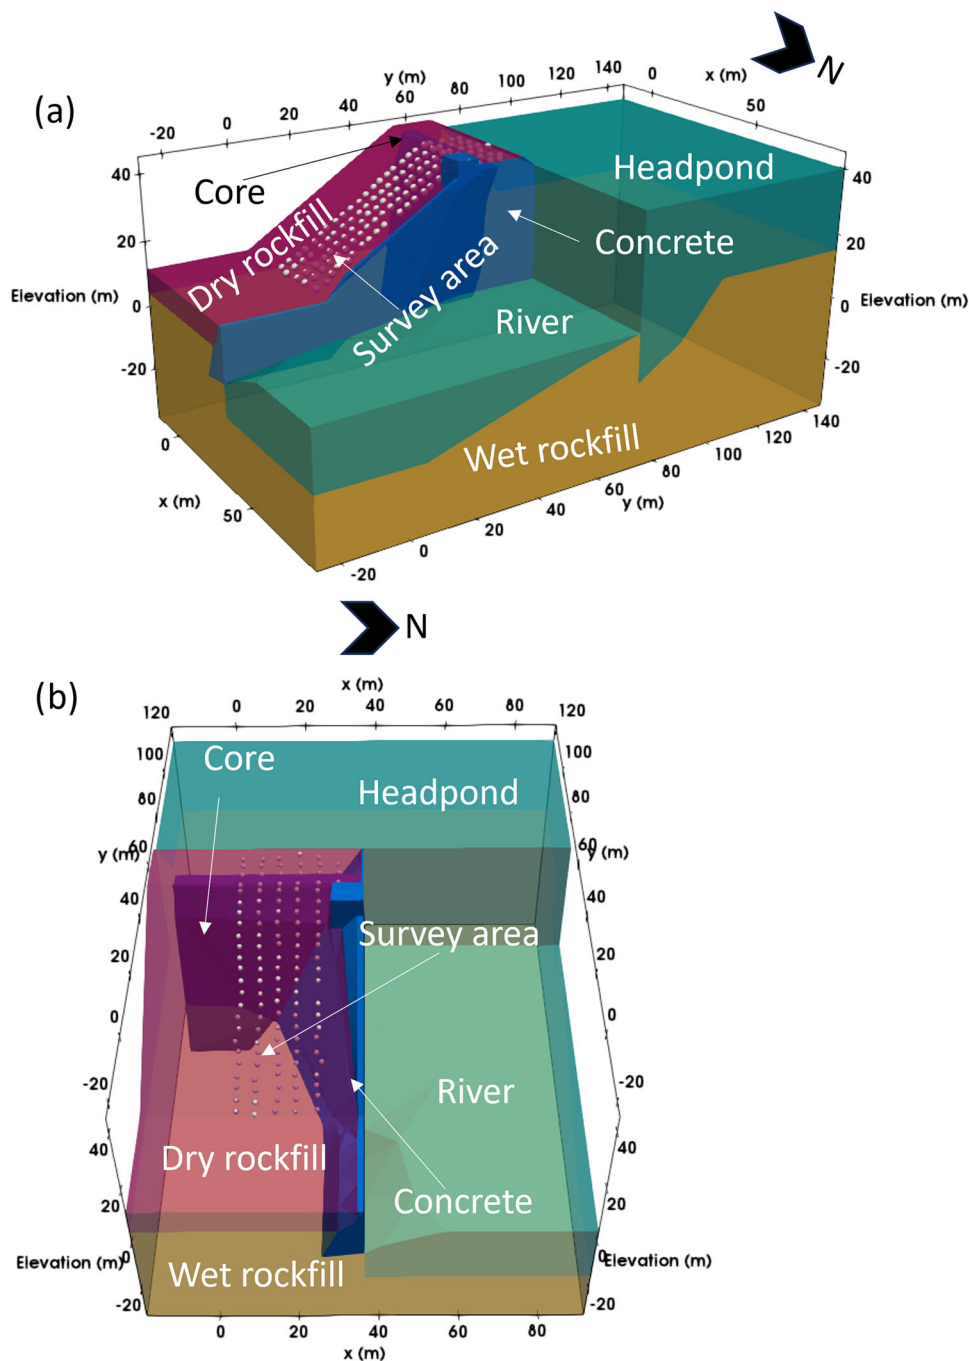 (a)
N
y (m)
x (m)
-20
0
20
40
60
80
100
120
140
0
50
40
20
0
-20
Elevation (m)
40
20
0
-20
Elevation (m)
Core
Headpond
Dry rockfill
Concrete
Survey area
River
Wet rockfill
0
50
x (m)
-20
0
20
40
60
80
100
120
140
y (m)
N
(b)
x (m)
0
20
40
60
80
120
100
80
60
y (m)
40
20
0
-20
40
20
0
-20
Elevation (m)
120
100
80
60
y (m)
40
20
0
-20
40
20
0
-20
Elevation (m)
Core
Headpond
Survey area
River
Dry rockfill
Concrete
Wet rockfill
0
20
40
60
80
x (m)